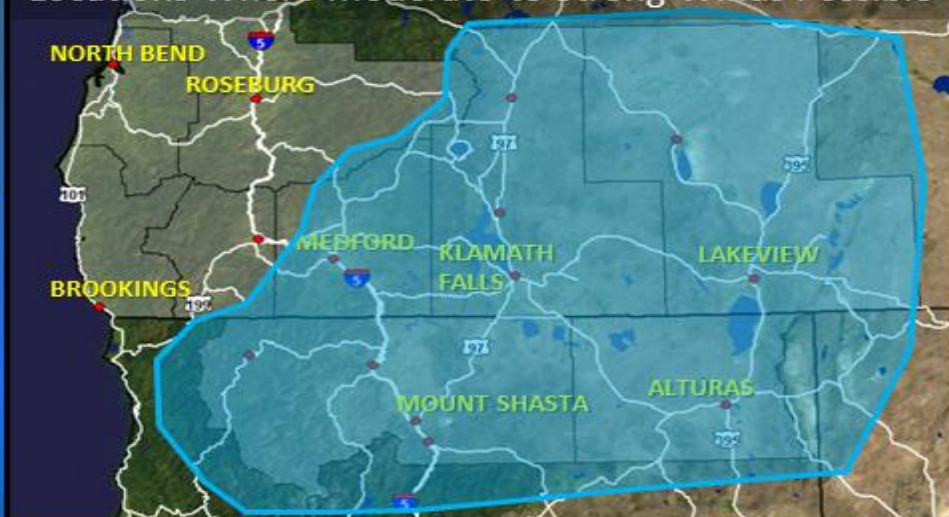 5
NORTH BEND
ROSEBURG
97
395
101
MEDFORD
KLAMATH
FALLS
LAKEVIEW
5
BROOKINGS
199
97
MOUNT SHASTA
ALTURAS
395
5